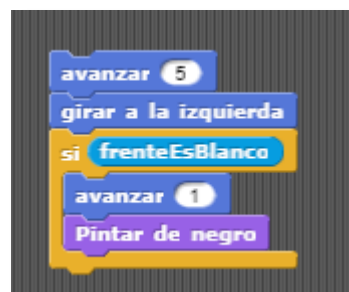 avanzar 5
girar a la izquierda
si frenteEsBlanco
avanzar 1
Pintar de negro